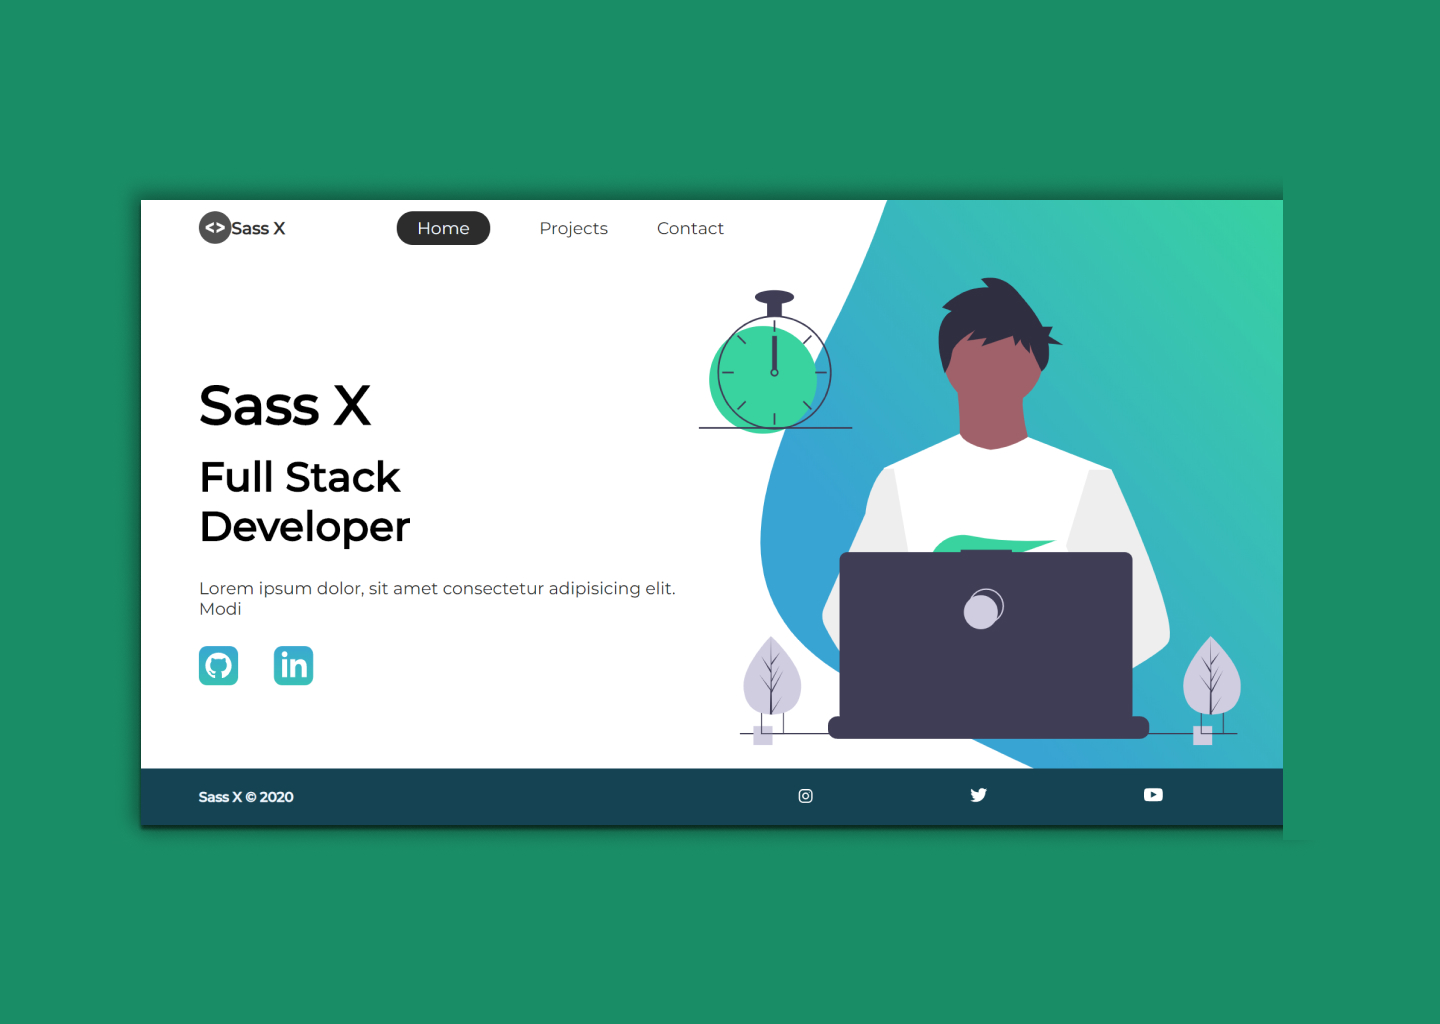 <> Sass X
Home
Projects
Contact
Sass X
Full Stack
Developer
Lorem ipsum dolor, sit amet consectetur adipisicing elit.
Modi
in
Sass X © 2020